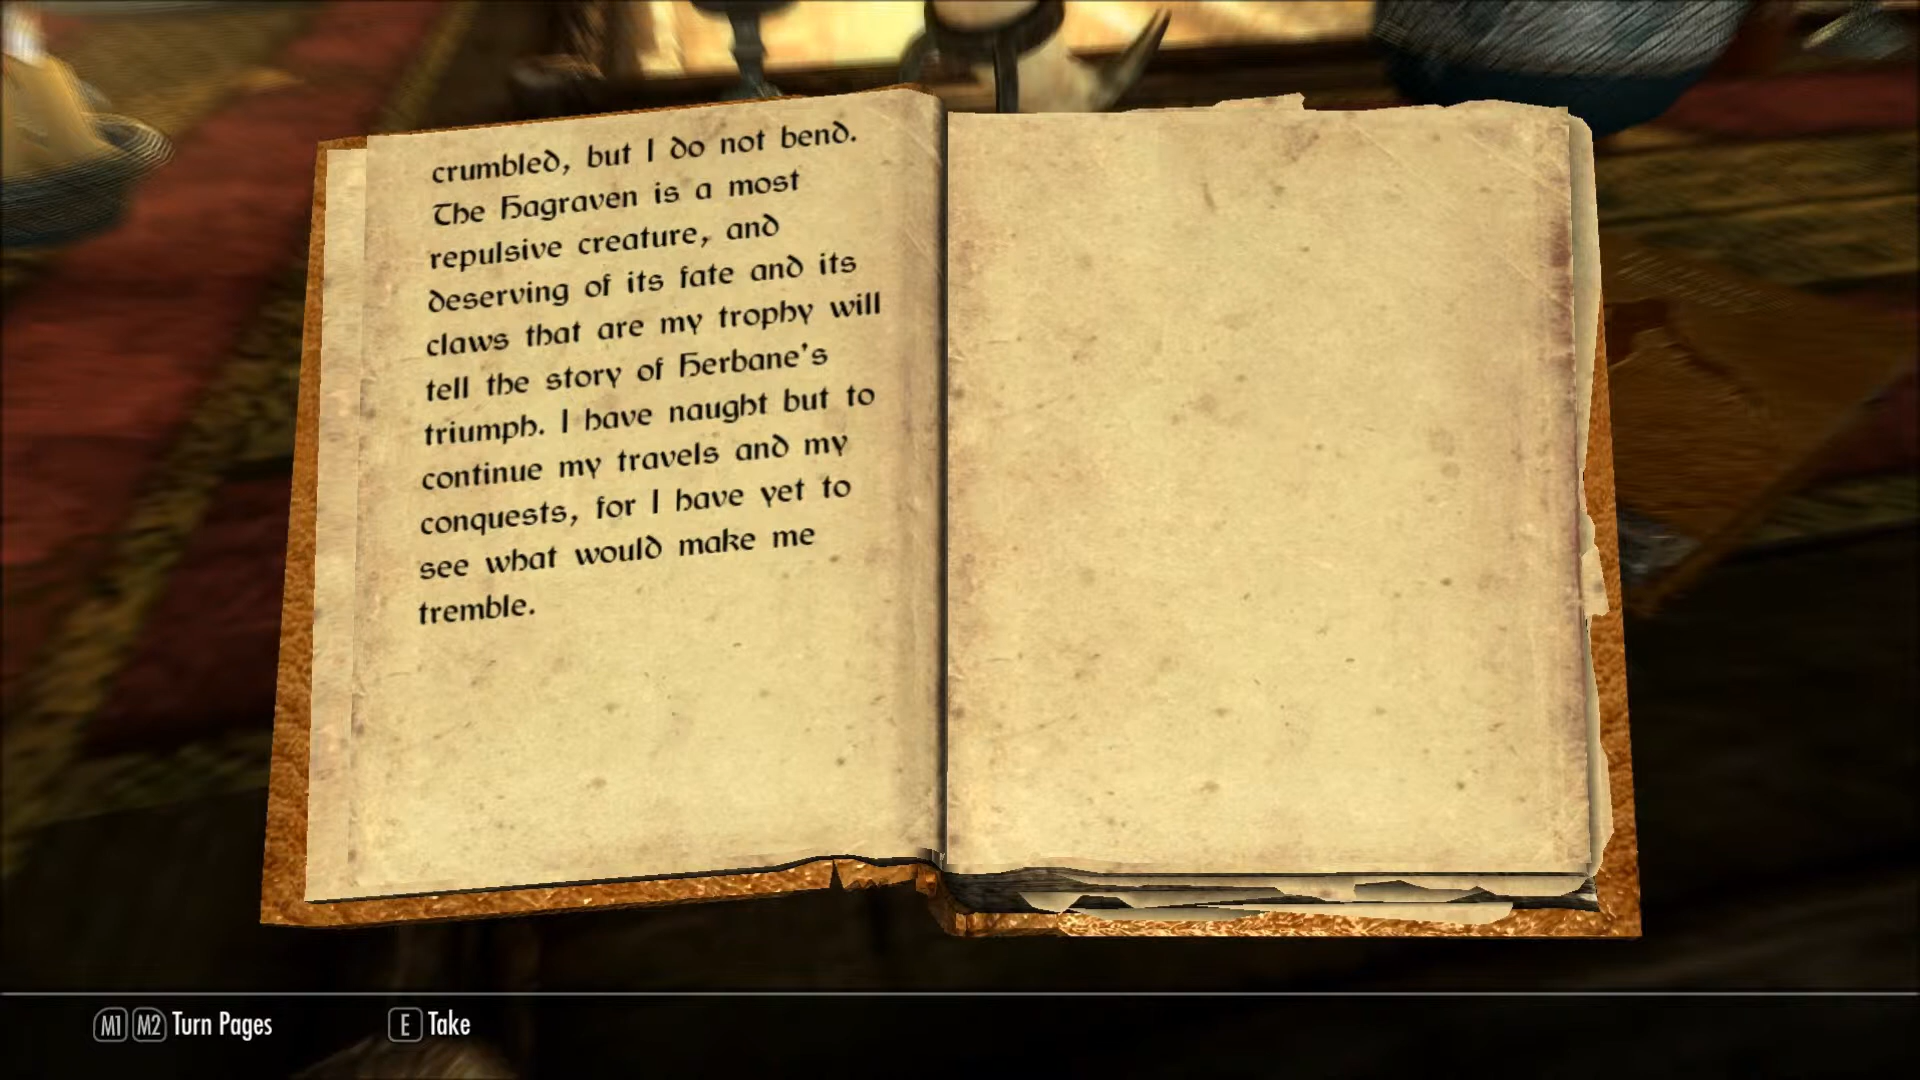 crumbled, but I do not bend.
The Hagraven is a most
repulsive creature, and
deserving of its fate and its
claws that are my trophy will
tell the story of Herbane's
triumph. I have naught but to
continue my travels and my
conquests, for I have yet to
see what would make me
tremble.
M1 M2 Turn Pages
E Take